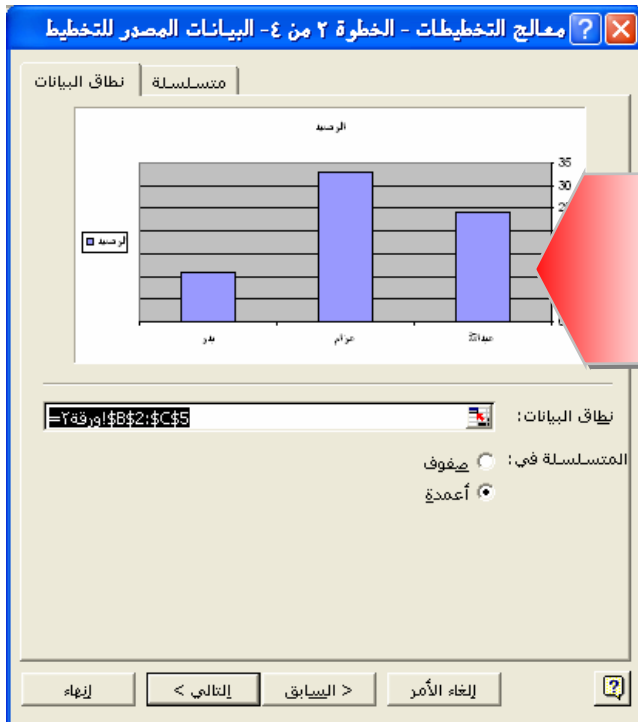 معالج التخطيطات - الخطوة ٢ من ٤- البيانات المصدر للتخطيط
نطاق البيانات
متسلسلة
الرصيد
35
30
الرصيد
عبدالله
عزام
بدر
نطاق البيانات:
=ورقة٢!$B$2:$C$5
المتسلسلة في:
صفوف
أعمدة
إلغاء الأمر
< السابق
التالي >
إنهاء